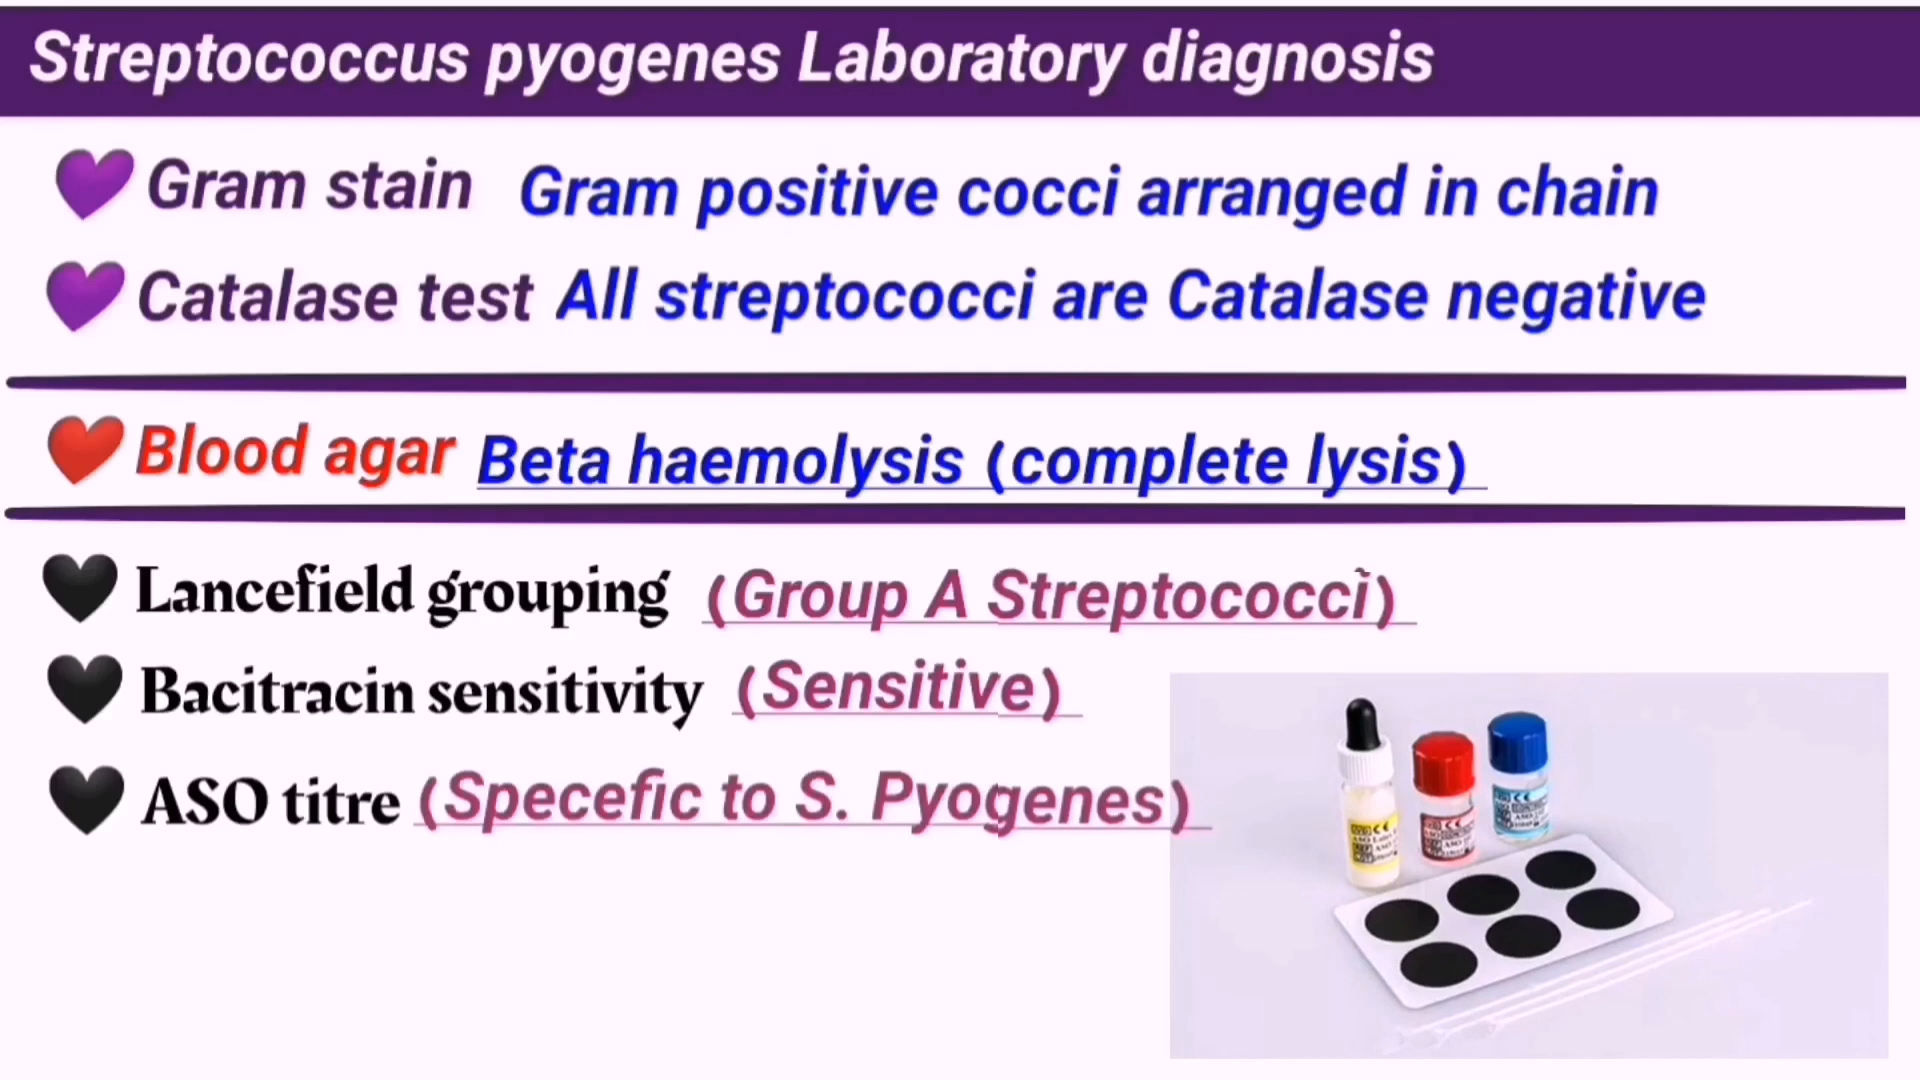 Streptococcus pyogenes Laboratory diagnosis
Gram stain Gram positive cocci arranged in chain
Catalase test All streptococci are Catalase negative
Blood agar Beta haemolysis (complete lysis)
Lancefield grouping (Group A Streptococci)
Bacitracin sensitivity (Sensitive)
ASO titre (Specefic to S. Pyogenes)